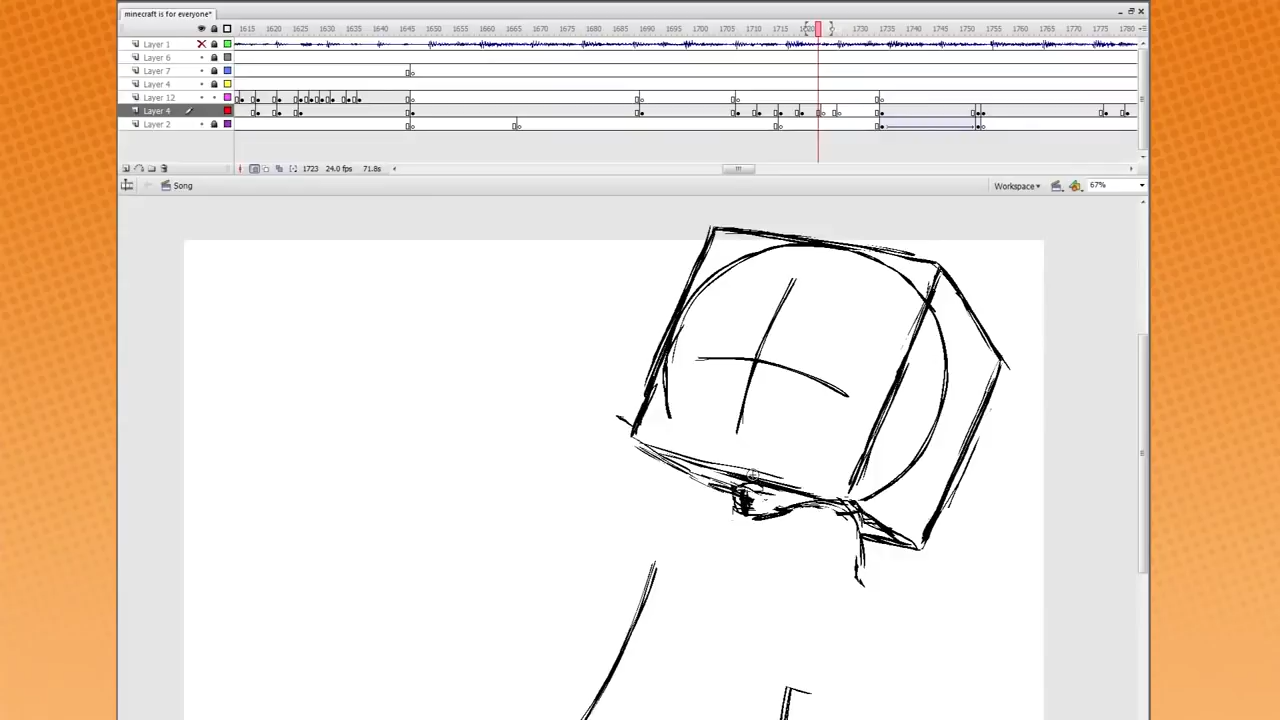 minecraft is for everyone*
1615 1620 1625 1630 1635 1640 1645 1650 1655 1660 1665 1670 1675 1680 1685 1690 1695 1700 1705 1710 1715 1720 1730 1735 1740 1745 1750 1755 1760 1765 1770 1775 1780
Layer 1
Layer 6
Layer 7
Layer 4
Layer 12
Layer 4
Layer 2
1723 24.0 fps 71.8s
Song Workspace 67%